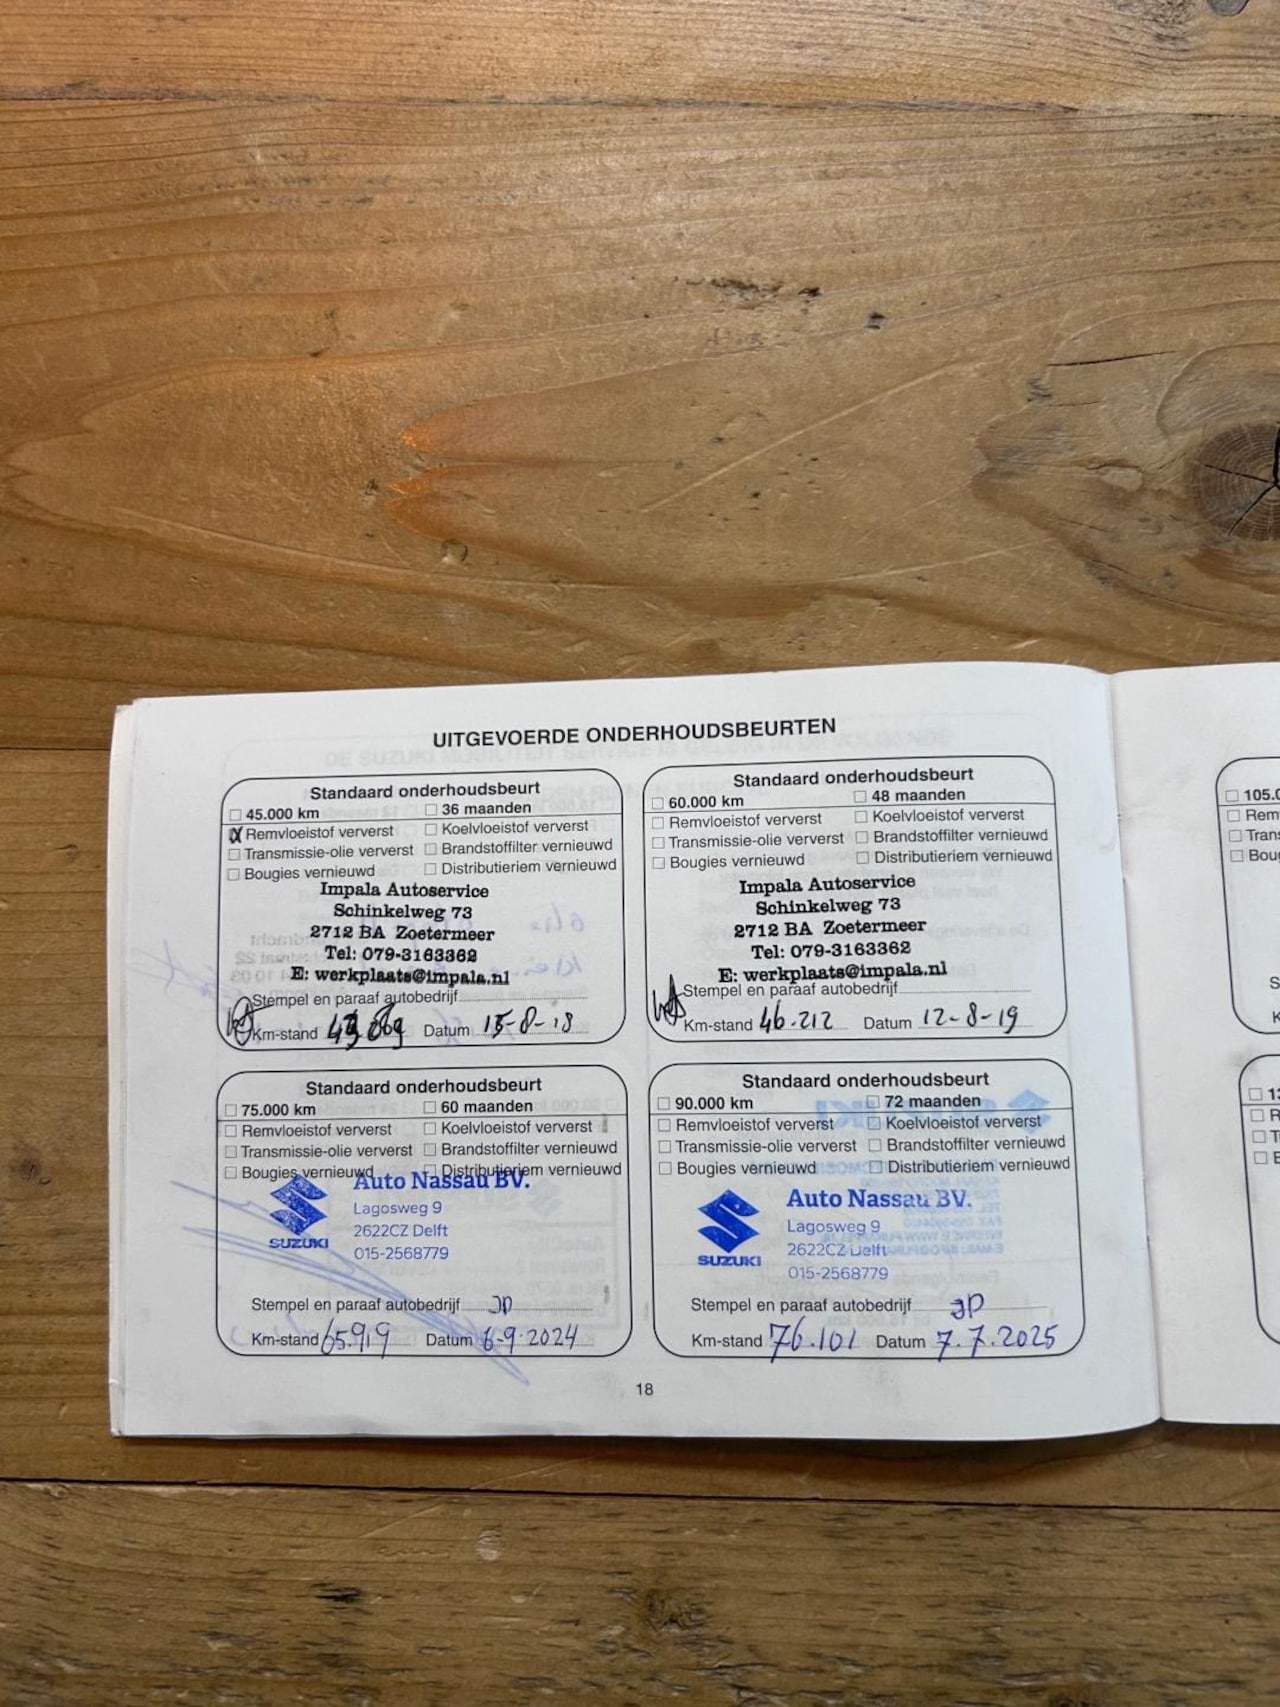 UITGEVOERDE ONDERHOUDSBEURTEN
Standaard onderhoudsbeurt
45.000 km 36 maanden
X Remvloeistof ververst Koelvloeistof ververst
Transmissie-olie ververst Brandstoffilter vernieuwd
Bougies vernieuwd Distributieriem vernieuwd
Impala Autoservice
Schinkelweg 73
2712 BA Zoetermeer
Tel: 079-3163362
E: werkplaats@impala.nl
Stempel en paraaf autobedrijf
Km-stand Datum 15-8-18
Standaard onderhoudsbeurt
60.000 km 48 maanden
Remvloeistof ververst Koelvloeistof ververst
Transmissie-olie ververst Brandstoffilter vernieuwd
Bougies vernieuwd Distributieriem vernieuwd
Impala Autoservice
Schinkelweg 73
2712 BA Zoetermeer
Tel: 079-3163362
E: werkplaats@impala.nl
Stempel en paraaf autobedrijf
Km-stand 46.212 Datum 12-8-19
Standaard onderhoudsbeurt
75.000 km 60 maanden
Remvloeistof ververst Koelvloeistof ververst
Transmissie-olie ververst Brandstoffilter vernieuwd
Bougies vernieuwd Distributieriem vernieuwd
Auto Nassau BV.
Lagosweg 9
2622CZ Delft
015-2568779
SUZUKI
Stempel en paraaf autobedrijf JP
Km-stand 65919 Datum 6-9-2024
Standaard onderhoudsbeurt
90.000 km 72 maanden
Remvloeistof ververst Koelvloeistof ververst
Transmissie-olie ververst Brandstoffilter vernieuwd
Bougies vernieuwd Distributieriem vernieuwd
Auto Nassau BV.
Lagosweg 9
2622CZ Delft
015-2568779
SUZUKI
Stempel en paraaf autobedrijf JP
Km-stand 76.101 Datum 7.7.2025
18